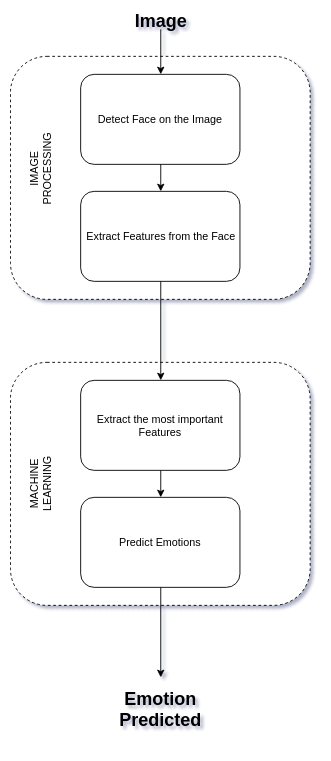 Image
Detect Face on the Image
IMAGE
PROCESSING
Extract Features from the Face
Extract the most important
Features
MACHINE
LEARNING
Predict Emotions
Emotion
Predicted